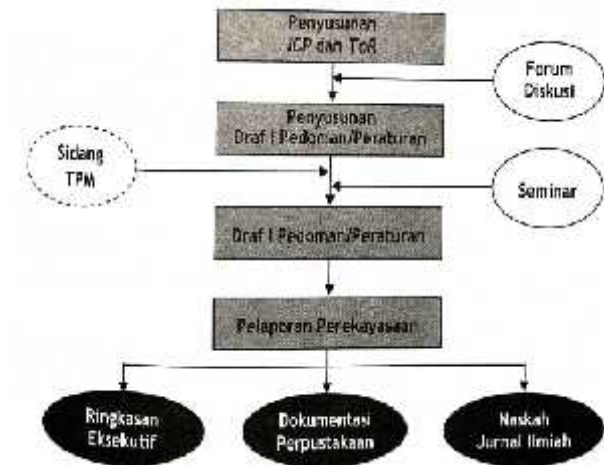 Penyusunan
dan ToR
Forum
Diskusi
Penyusunan
Draf I Pedoman/Peraturan
Sidang
TPM
Seminar
Draf I Pedoman/Peraturan
Pelaporan Perekayasaan
Ringkasan
Eksekutif
Dokumentasi
Perpustakaan
Naskah
Jurnal Ilmiah